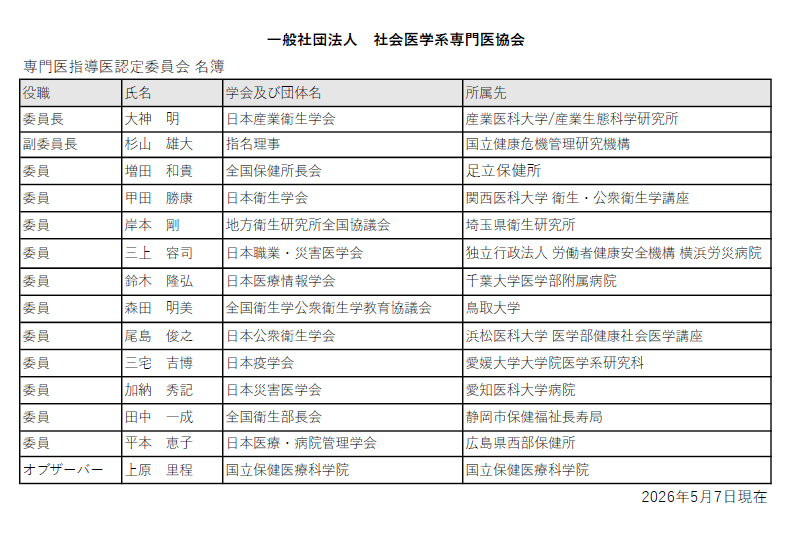 一般社団法人　社会医学系専門医協会
専門医指導医認定委員会 名簿
役職 氏名 学会及び団体名 所属先
委員長 大神　明 日本産業衛生学会 産業医科大学/産業生態科学研究所
副委員長 杉山　雄大 指名理事 国立健康危機管理研究機構
委員 増田　和貴 全国保健所長会 足立保健所
委員 甲田　勝康 日本衛生学会 関西医科大学 衛生・公衆衛生学講座
委員 岸本　剛 地方衛生研究所全国協議会 埼玉県衛生研究所
委員 三上　容司 日本職業・災害医学会 独立行政法人 労働者健康安全機構 横浜労災病院
委員 鈴木　隆弘 日本医療情報学会 千葉大学医学部附属病院
委員 森田　明美 全国衛生学公衆衛生学教育協議会 鳥取大学
委員 尾島　俊之 日本公衆衛生学会 浜松医科大学 医学部健康社会医学講座
委員 三宅　吉博 日本疫学会 愛媛大学大学院医学系研究科
委員 加納　秀記 日本災害医学会 愛知医科大学病院
委員 田中　一成 全国衛生部長会 静岡市保健福祉長寿局
委員 平本　恵子 日本医療・病院管理学会 広島県西部保健所
オブザーバー 上原　里程 国立保健医療科学院 国立保健医療科学院
2026年5月7日現在